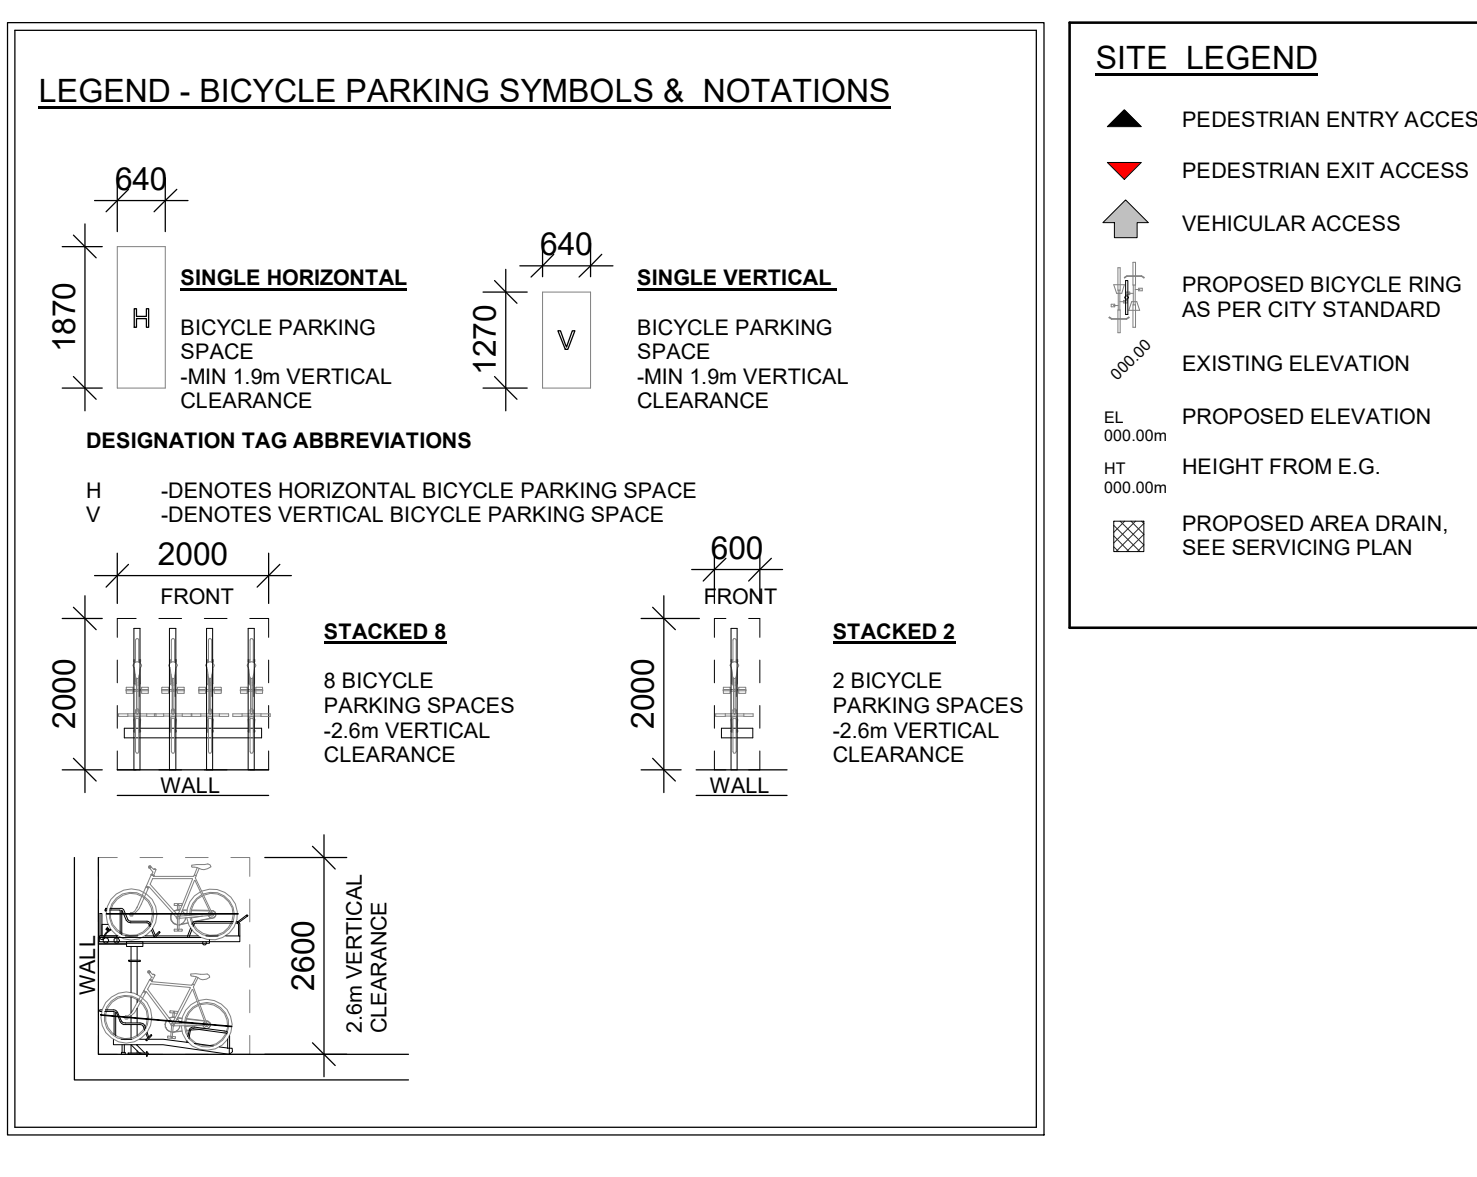 LEGEND - BICYCLE PARKING SYMBOLS & NOTATIONS
640
1870
H
SINGLE HORIZONTAL
BICYCLE PARKING
SPACE
-MIN 1.9m VERTICAL
CLEARANCE
640
1270
V
SINGLE VERTICAL
BICYCLE PARKING
SPACE
-MIN 1.9m VERTICAL
CLEARANCE
DESIGNATION TAG ABBREVIATIONS
H -DENOTES HORIZONTAL BICYCLE PARKING SPACE
V -DENOTES VERTICAL BICYCLE PARKING SPACE
2000
FRONT
2000
WALL
STACKED 8
8 BICYCLE
PARKING SPACES
-2.6m VERTICAL
CLEARANCE
600
FRONT
2000
WALL
STACKED 2
2 BICYCLE
PARKING SPACES
-2.6m VERTICAL
CLEARANCE
WALL
2600
2.6m VERTICAL
CLEARANCE
SITE LEGEND
PEDESTRIAN ENTRY ACCES
PEDESTRIAN EXIT ACCESS
VEHICULAR ACCESS
PROPOSED BICYCLE RING
AS PER CITY STANDARD
000.00
EXISTING ELEVATION
EL
000.00m
PROPOSED ELEVATION
HT
000.00m
HEIGHT FROM E.G.
PROPOSED AREA DRAIN,
SEE SERVICING PLAN